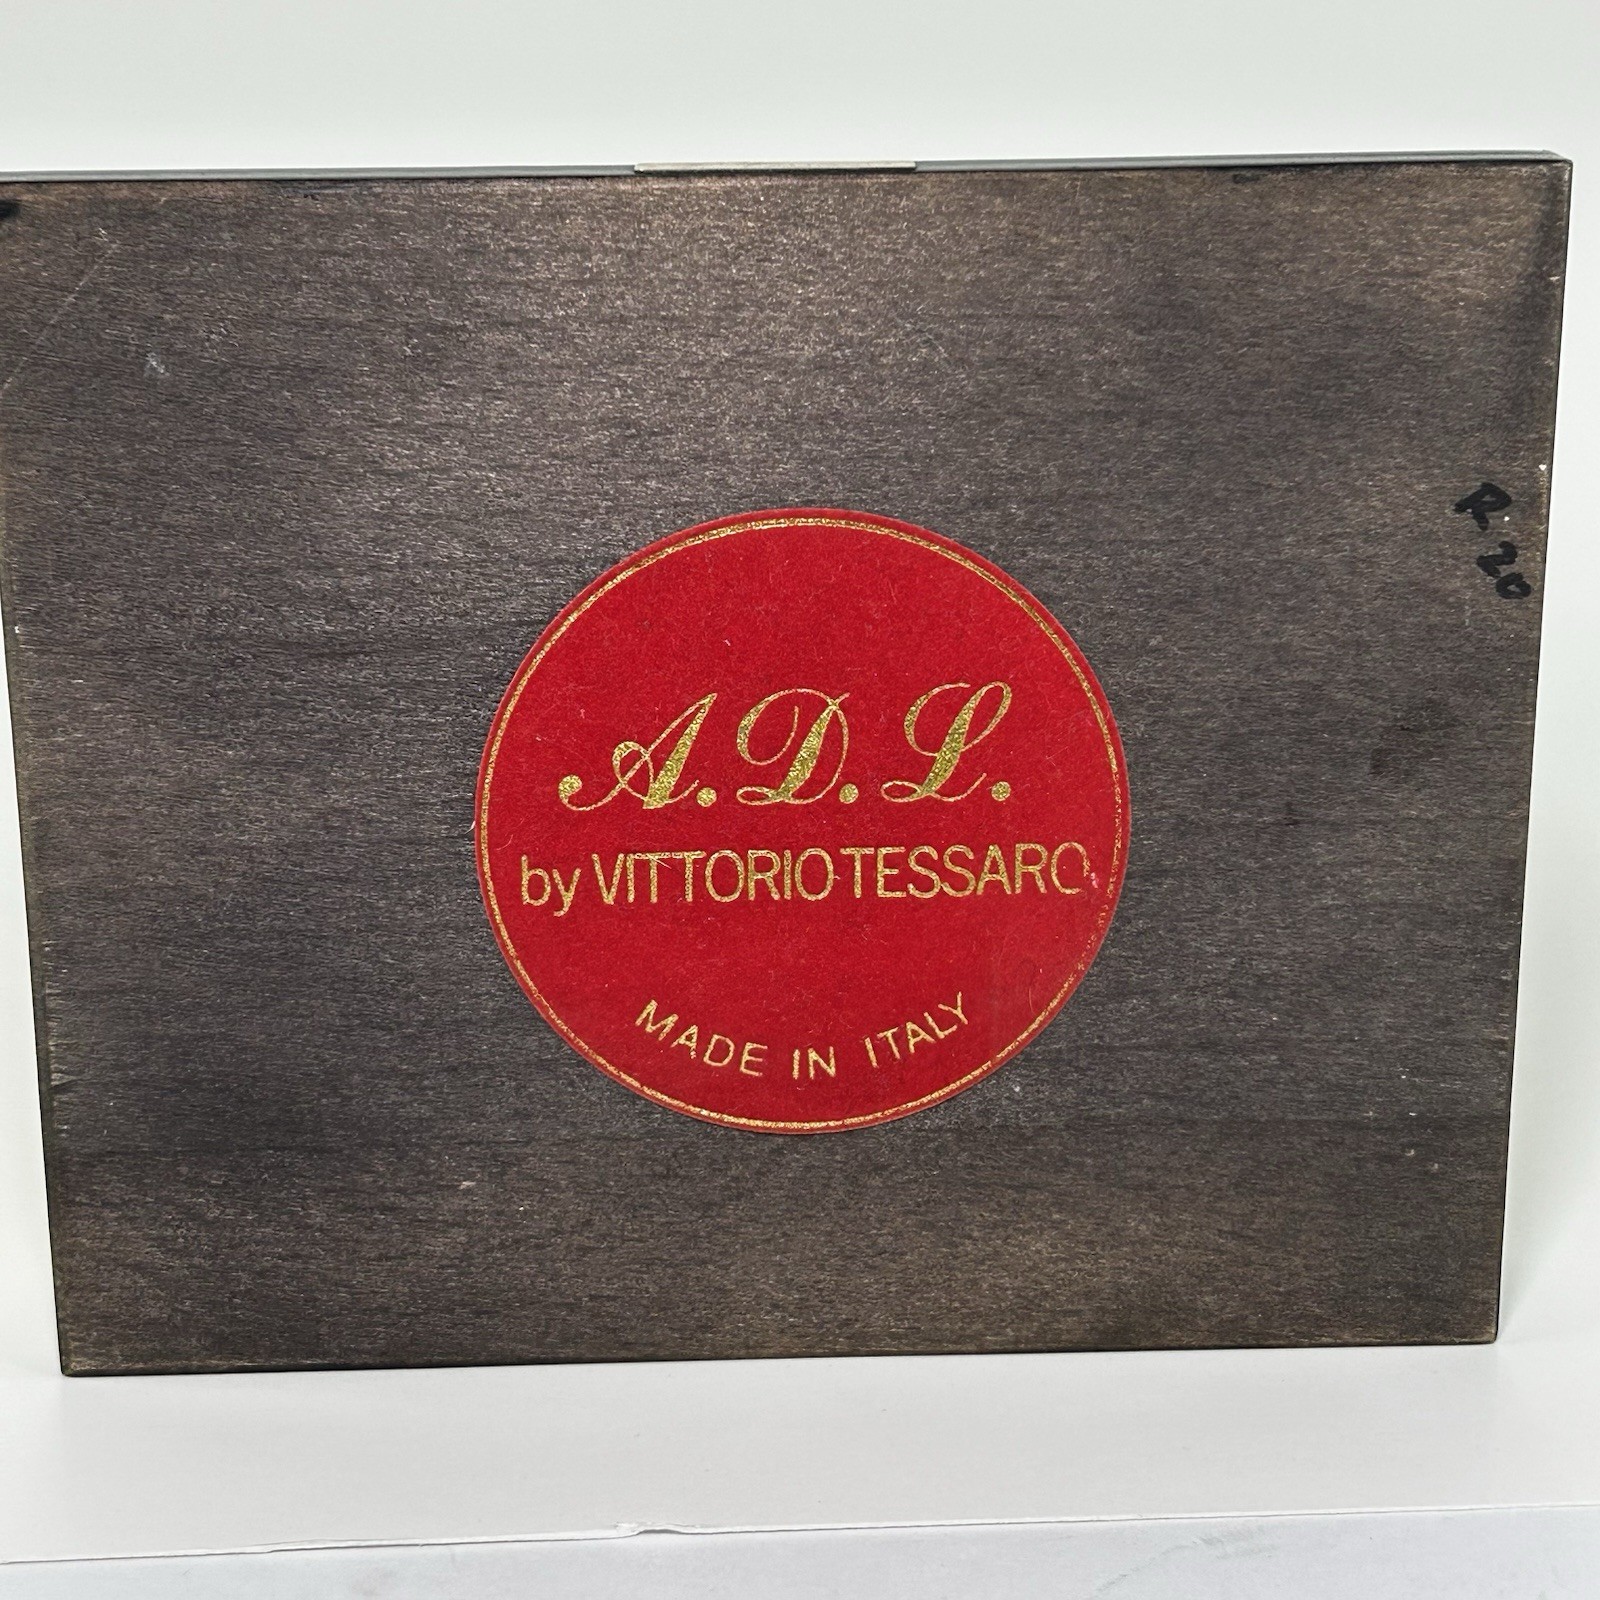 A.D.L.
by VITTORIO TESSARO
MADE IN ITALY
R. 20